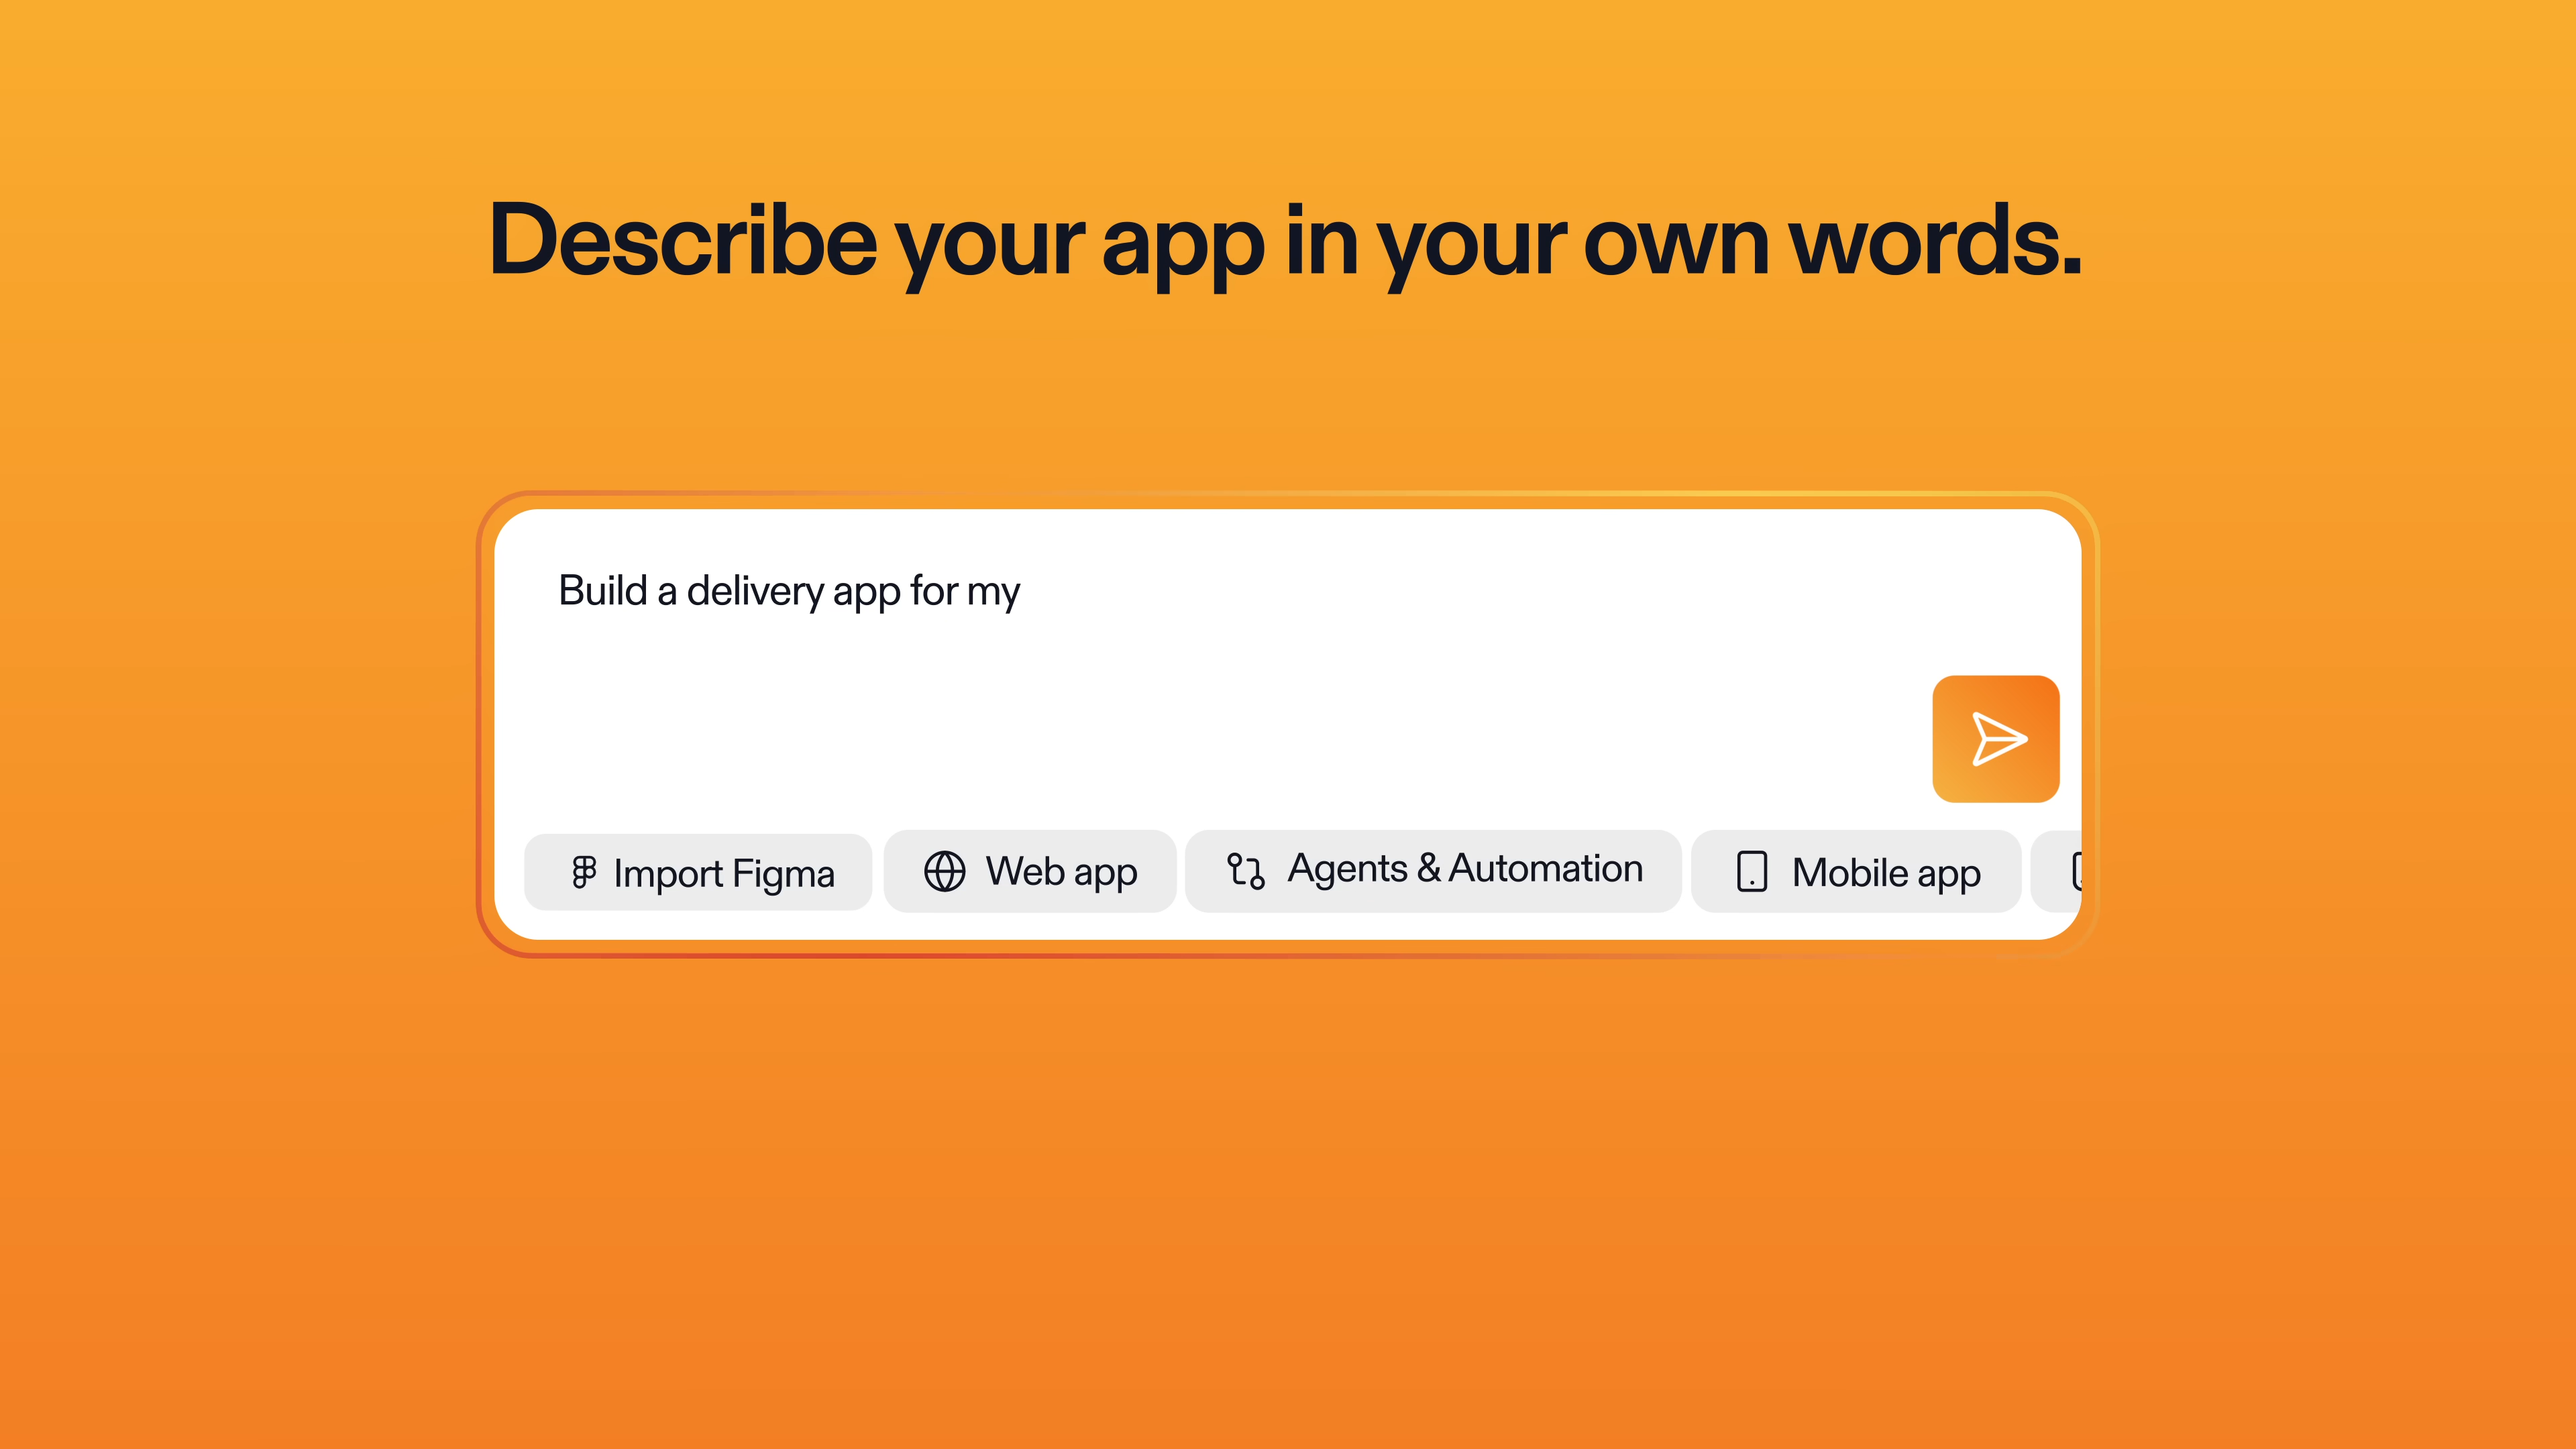 Describe your app in your own words.
Build a delivery app for my
Import Figma
Web app
Agents & Automation
Mobile app